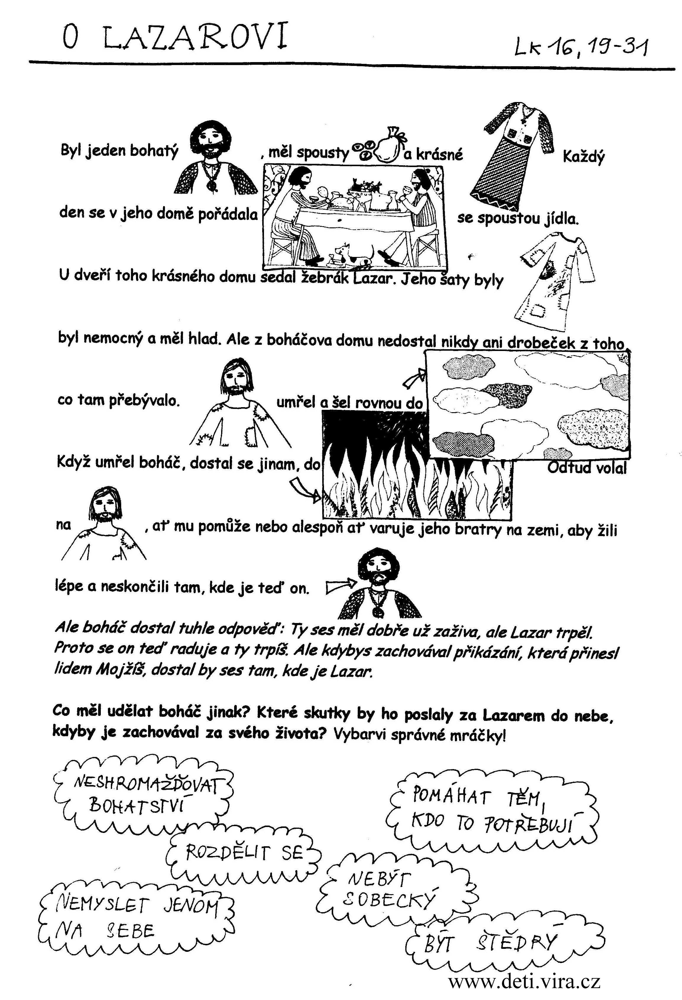 O LAZAROVI
Lk 16, 19-31
Byl jeden bohatý , měl spousty a krásné Každý
den se v jeho domě pořádala se spoustou jídla.
U dveří toho krásného domu sedal žebrák Lazar. Jeho šaty byly
byl nemocný a měl hlad. Ale z boháčova domu nedostal nikdy ani drobeček z toho,
co tam přebývalo. umřel a šel rovnou do
Když umřel boháč, dostal se jinam, do Odtud volal
na , ať mu pomůže nebo alespoň ať varuje jeho bratry na zemi, aby žili
lépe a neskončili tam, kde je teď on.
Ale boháč dostal tuhle odpověď: Ty ses měl dobře už zaživa, ale Lazar trpěl.
Proto se on teď raduje a ty trpíš. Ale kdybys zachovával přikázání, která přinesl
lidem Mojžíš, dostal by ses tam, kde je Lazar.
Co měl udělat boháč jinak? Které skutky by ho poslaly za Lazarem do nebe,
kdyby je zachovával za svého života? Vybarvi správné mráčky!
NESHROMAŽĎOVAT
BOHATSTVÍ
POMÁHAT TĚM,
KDO TO POTŘEBUJÍ
ROZDĚLIT SE
NEBÝT
SOBECKÝ
NEMYSLET JENOM
NA SEBE
BÝT ŠTĚDRÝ
www.deti.vira.cz